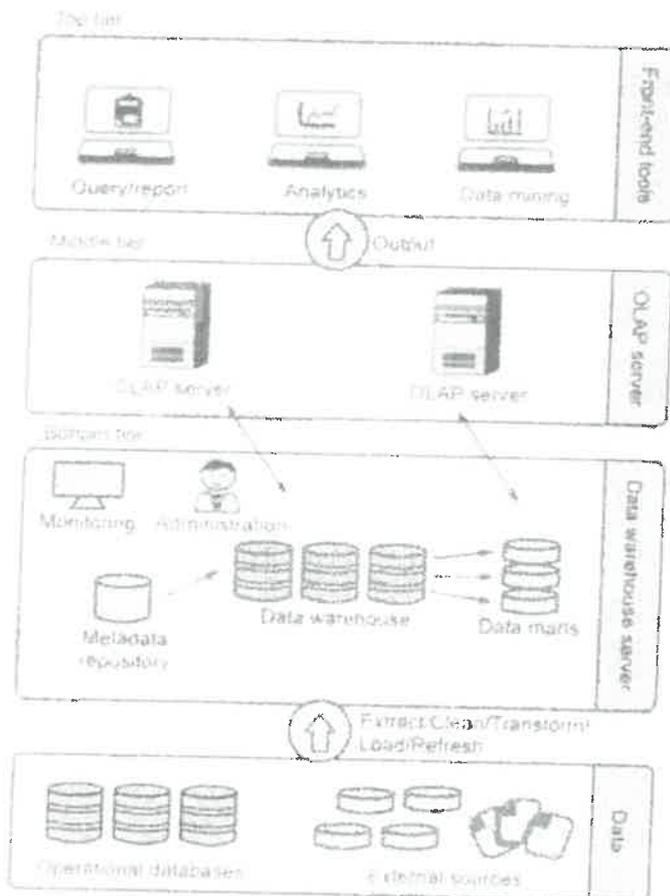 Top tier
Front-end tools
Query/report
Analytics
Data mining
Middle tier
Output
OLAP server
OLAP server
OLAP server
Bottom tier
Monitoring
Administration
Data warehouse server
Data warehouse
Data marts
Metadata
repository
Extract/Clean/Transform/
Load/Refresh
Data
Operational databases
External sources